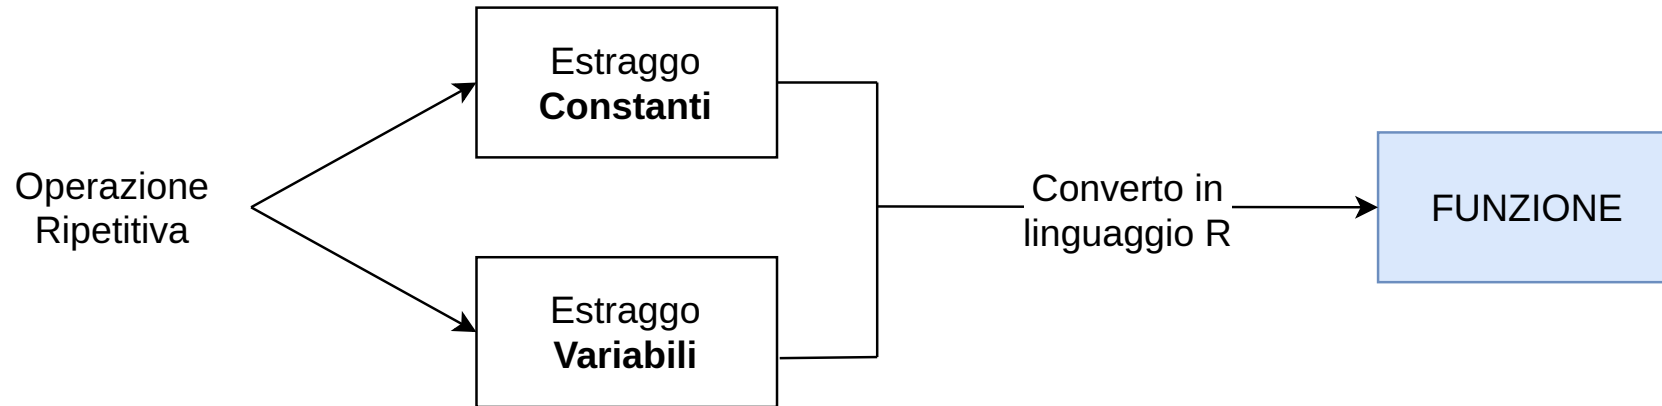 Operazione
Ripetitiva
Estraggo
Constanti
Estraggo
Variabili
Converto in
linguaggio R
FUNZIONE